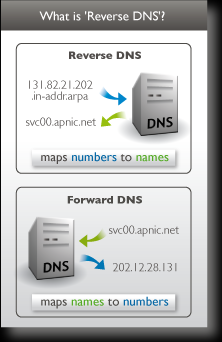 What is 'Reverse DNS'?
Reverse DNS
131.82.21.202
.in-addr.arpa
svc00.apnic.net
DNS
maps numbers to names
Forward DNS
svc00.apnic.net
DNS
202.12.28.131
maps names to numbers